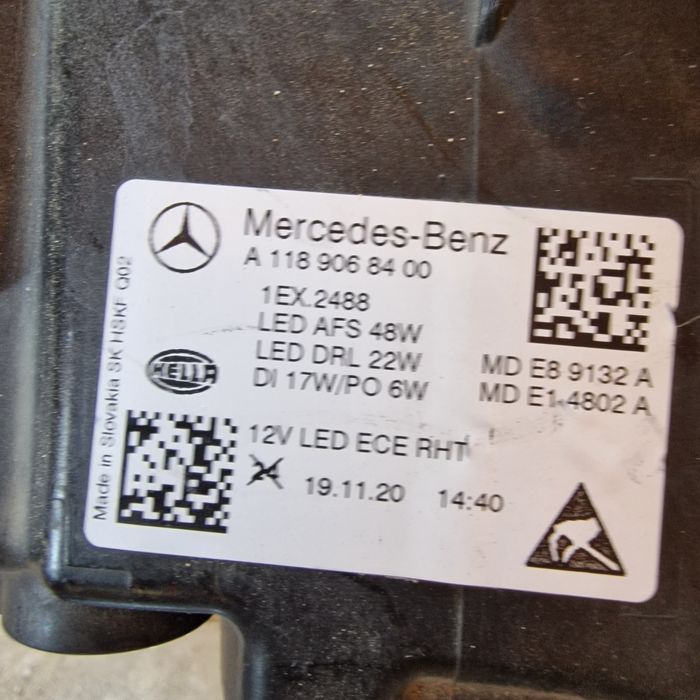 Mercedes-Benz
A 118 906 84 00
1EX.2488
LED AFS 48W
LED DRL 22W
DI 17W/PO 6W
MD E8 9132 A
MD E1 4802 A
HELLA
12V LED ECE RHT
24
19.11.20 14:40
Made in Slovakia SK HSKF Q02